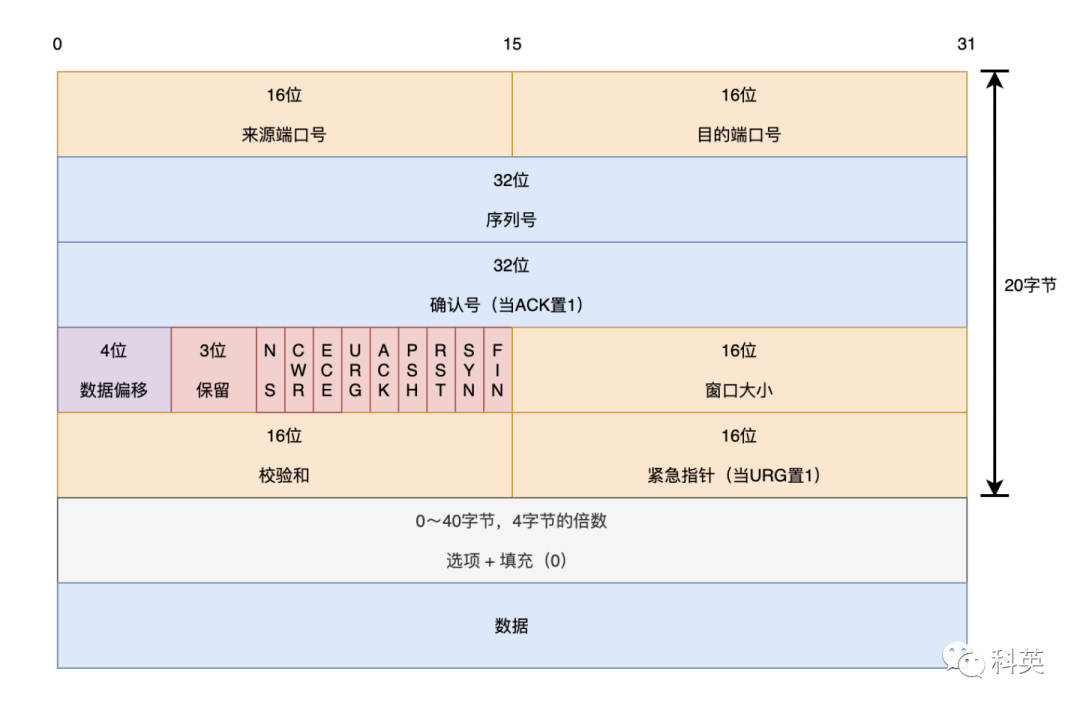 0 15 31
16位 16位
来源端口号 目的端口号
32位
序列号
32位
确认号（当ACK置1）
20字节
4位 3位 NS CWR ECE URG ACK PSH RST SYN FIN 16位
数据偏移 保留 窗口大小
16位 16位
校验和 紧急指针（当URG置1）
0～40字节，4字节的倍数
选项 + 填充（0）
数据
科英